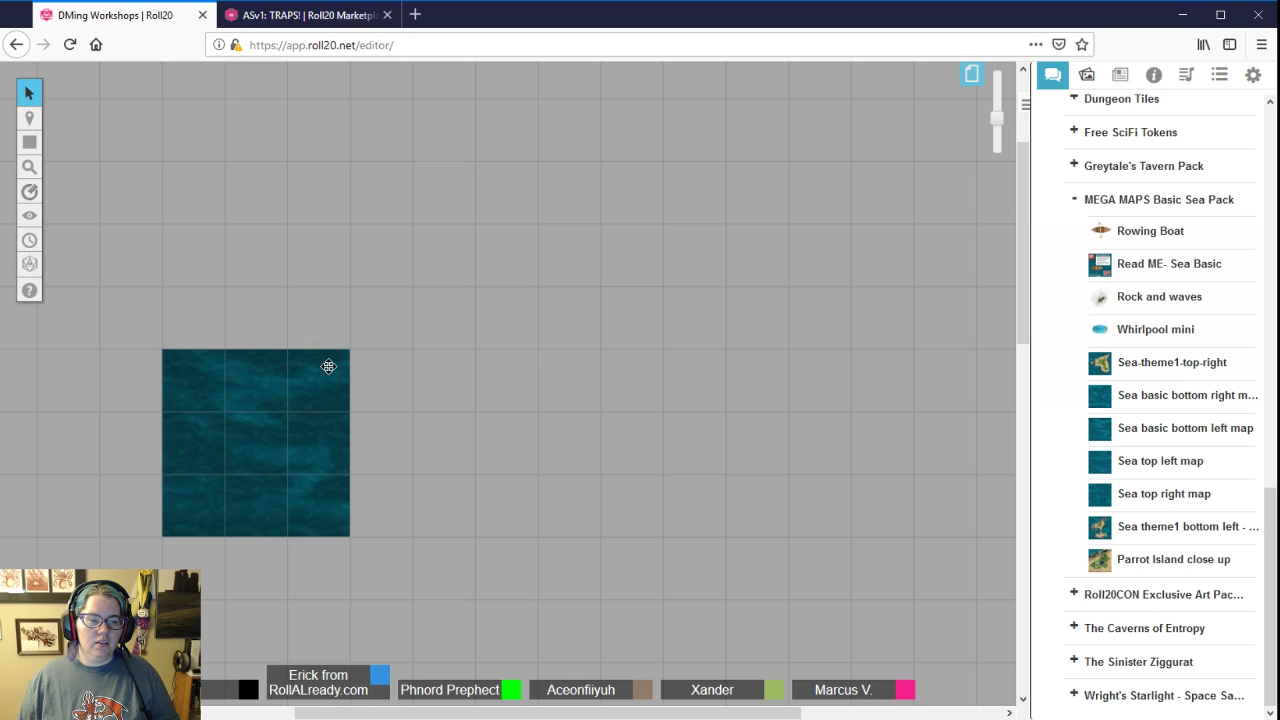 DMing Workshops | Roll20
ASv1: TRAPS! | Roll20 Marketpl
https://app.roll20.net/editor/
Dungeon Tiles
Free SciFi Tokens
Greytale's Tavern Pack
MEGA MAPS Basic Sea Pack
Rowing Boat
Read ME- Sea Basic
Rock and waves
Whirlpool mini
Sea-theme1-top-right
Sea basic bottom right m...
Sea basic bottom left map
Sea top left map
Sea top right map
Sea theme1 bottom left - ...
Parrot Island close up
Roll20CON Exclusive Art Pac...
The Caverns of Entropy
The Sinister Ziggurat
Wright's Starlight - Space Sa...
Erick from
RollALready.com
Phnord Prephect
Aceonfiiyuh
Xander
Marcus V.